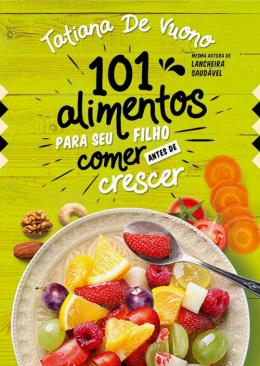 Tatiana De Vuono
MESMA AUTORA DE
LANCHEIRA
SAUDÁVEL
101
alimentos
PARA SEU FILHO
comer ANTES DE
crescer